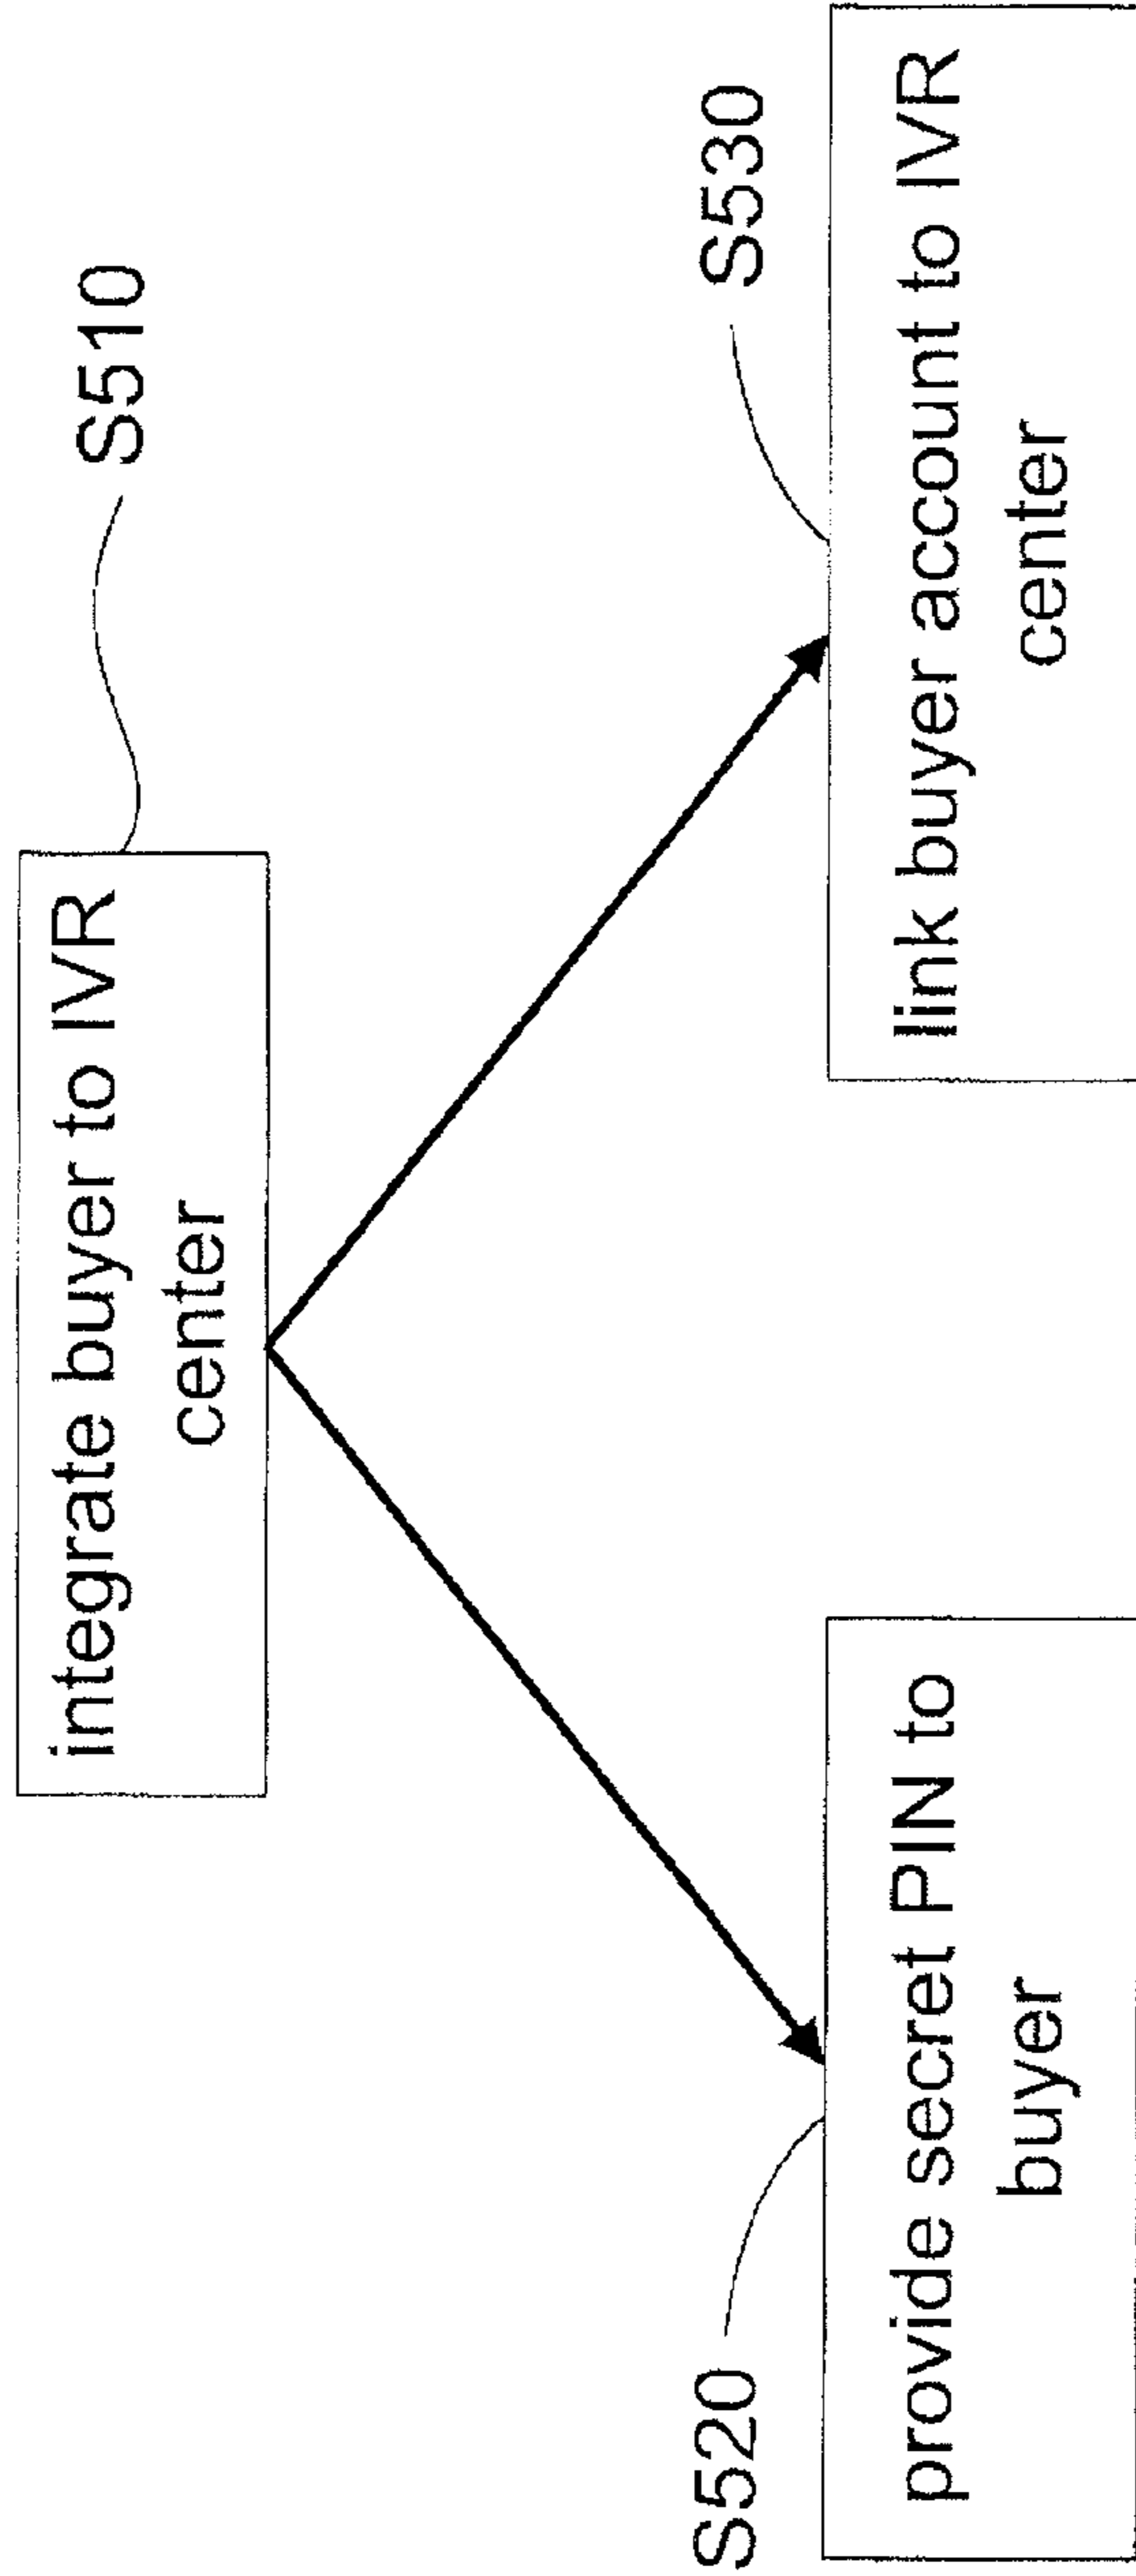 integrate buyer to IVR
center
S510
S520
provide secret PIN to
buyer
S530
link buyer account to IVR
center